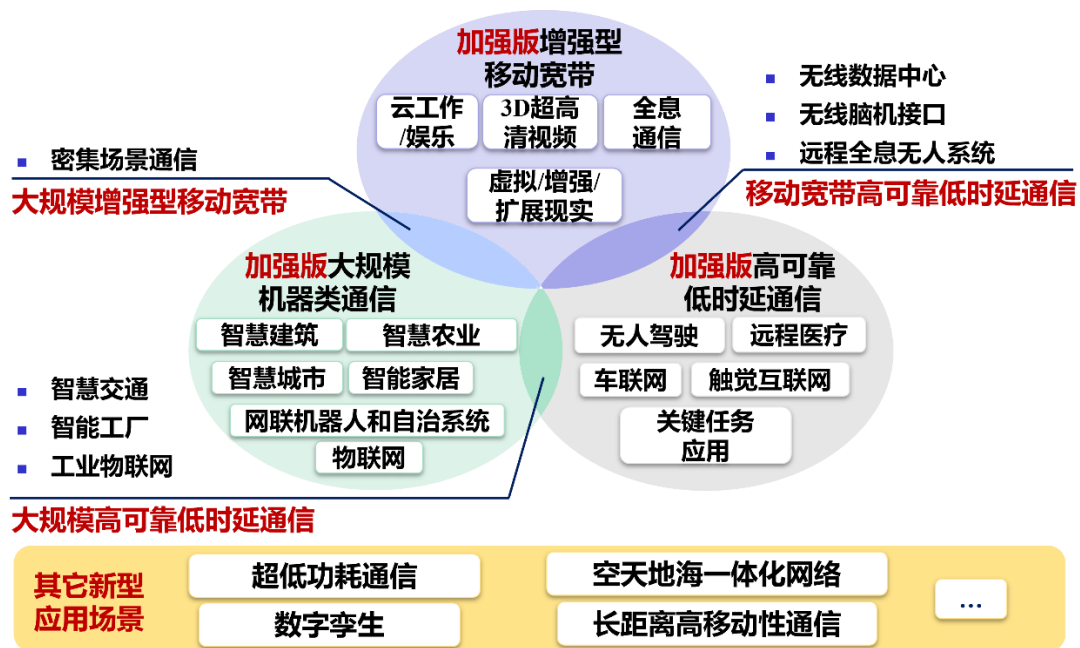 加强版增强型
移动宽带
云工作
/娱乐
3D超高
清视频
全息
通信
虚拟/增强/
扩展现实
无线数据中心
无线脑机接口
远程全息无人系统
移动宽带高可靠低时延通信
密集场景通信
大规模增强型移动宽带
加强版大规模
机器类通信
智慧建筑
智慧农业
智慧城市
智能家居
网联机器人和自治系统
物联网
加强版高可靠
低时延通信
无人驾驶
远程医疗
车联网
触觉互联网
关键任务
应用
智慧交通
智能工厂
工业物联网
大规模高可靠低时延通信
其它新型
应用场景
超低功耗通信
空天地海一体化网络
数字孪生
长距离高移动性通信
...